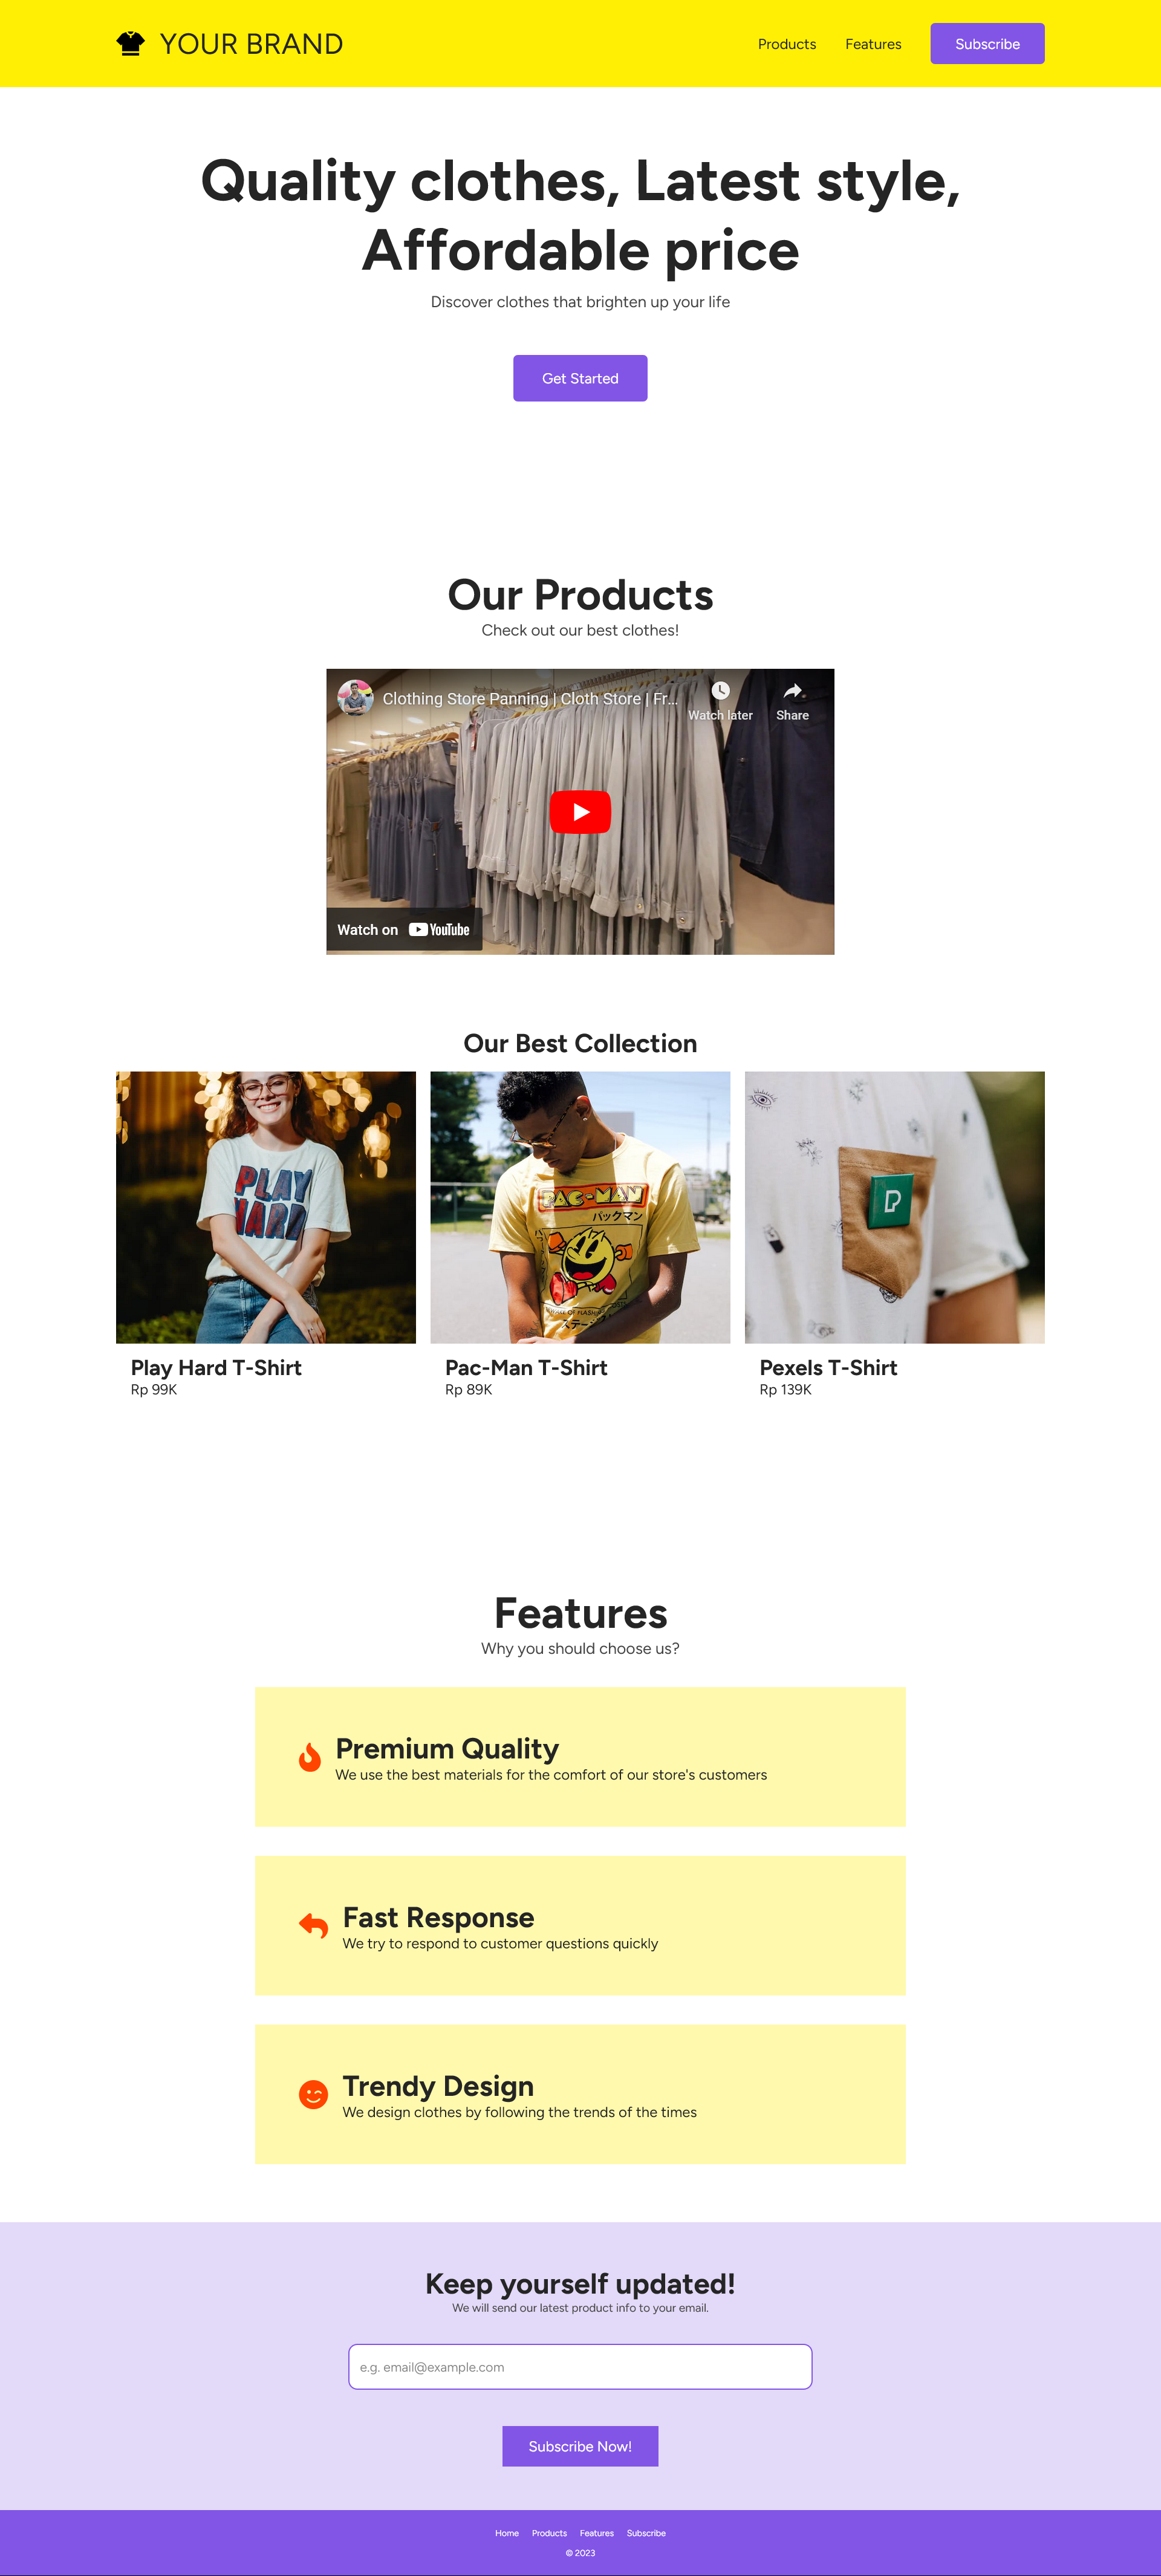 YOUR BRAND
Products Features Subscribe
Quality clothes, Latest style,
Affordable price
Discover clothes that brighten up your life
Get Started
Our Products
Check out our best clothes!
Clothing Store Panning | Cloth Store | Fr...
Watch later Share
Watch on YouTube
Our Best Collection
PLAY
HARD
PAC-MAN
パックマン
Play Hard T-Shirt
Rp 99K
Pac-Man T-Shirt
Rp 89K
Pexels T-Shirt
Rp 139K
Features
Why you should choose us?
Premium Quality
We use the best materials for the comfort of our store's customers
Fast Response
We try to respond to customer questions quickly
Trendy Design
We design clothes by following the trends of the times
Keep yourself updated!
We will send our latest product info to your email.
e.g. email@example.com
Subscribe Now!
Home Products Features Subscribe
© 2023